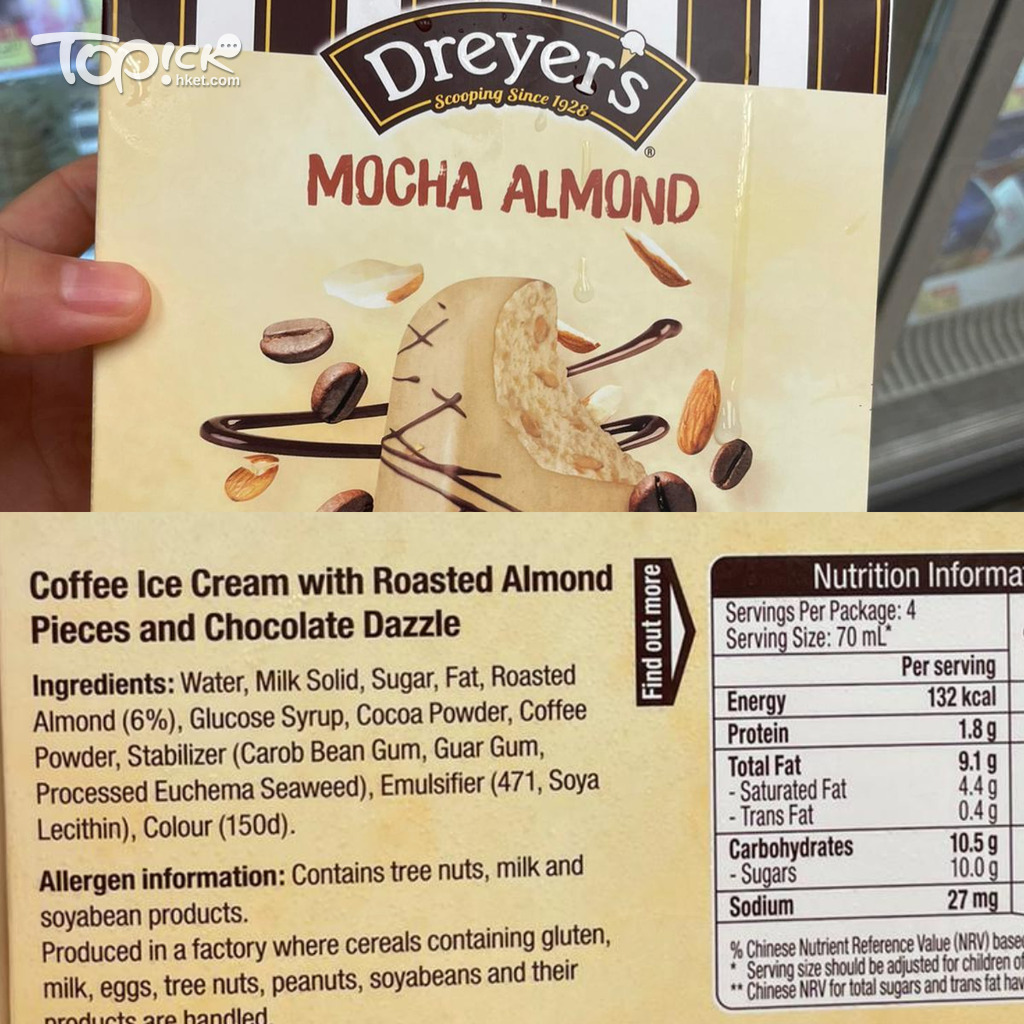 TOPick
hket.com
Dreyer's
Scooping Since 1928
®
MOCHA ALMOND
Coffee Ice Cream with Roasted Almond
Pieces and Chocolate Dazzle
Ingredients: Water, Milk Solid, Sugar, Fat, Roasted
Almond (6%), Glucose Syrup, Cocoa Powder, Coffee
Powder, Stabilizer (Carob Bean Gum, Guar Gum,
Processed Euchema Seaweed), Emulsifier (471, Soya
Lecithin), Colour (150d).
Allergen information: Contains tree nuts, milk and
soyabean products.
Produced in a factory where cereals containing gluten,
milk, eggs, tree nuts, peanuts, soyabeans and their
products are handled.
Find out more
Nutrition Informa
Servings Per Package: 4
Serving Size: 70 mL*
Per serving
Energy 132 kcal
Protein 1.8 g
Total Fat 9.1 g
- Saturated Fat 4.4 g
- Trans Fat 0.4 g
Carbohydrates 10.5 g
- Sugars 10.0 g
Sodium 27 mg
% Chinese Nutrient Reference Value (NRV) based
* Serving size should be adjusted for children of
** Chinese NRV for total sugars and trans fat hav